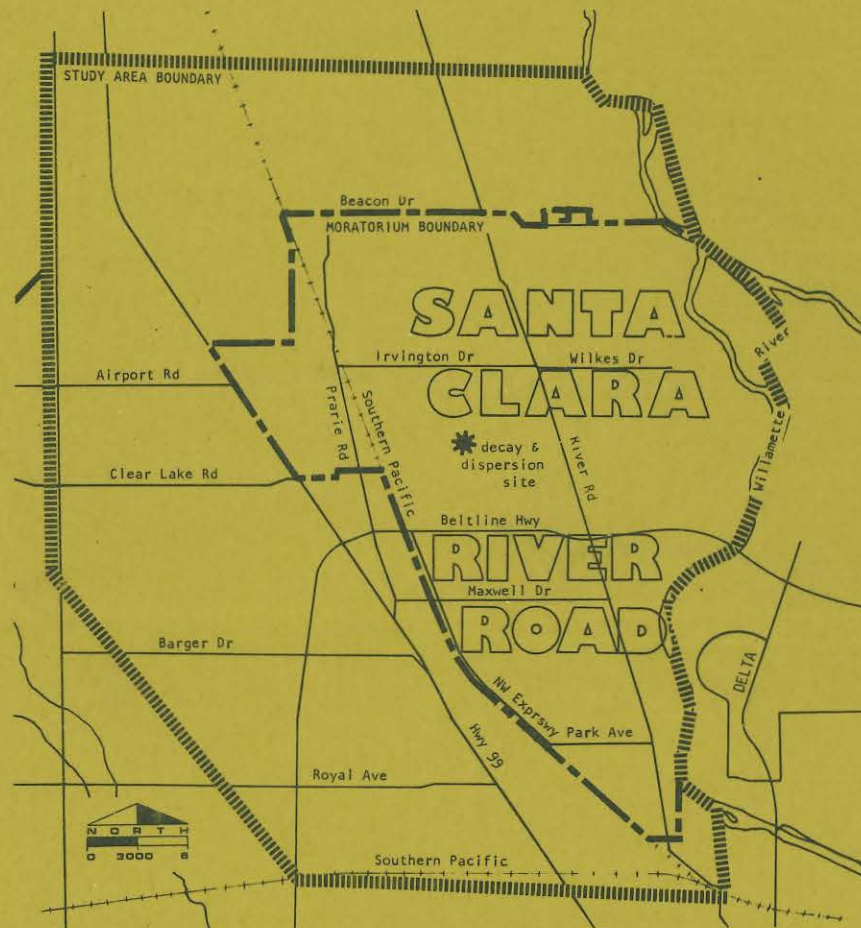 STUDY AREA BOUNDARY
Beacon Dr
MORATORIUM BOUNDARY
SANTA
River
Irvington Dr
Wilkes Dr
Airport Rd
CLARA
Prarie Rd
Southern Pacific
River Rd
decay &
dispersion
site
Clear Lake Rd
Willamette
Beltline Hwy
RIVER
Maxwell Dr
ROAD
Barger Dr
DELTA
NW Exprswy
Park Ave
Hwy 99
Royal Ave
NORTH
0 3000 6
Southern Pacific